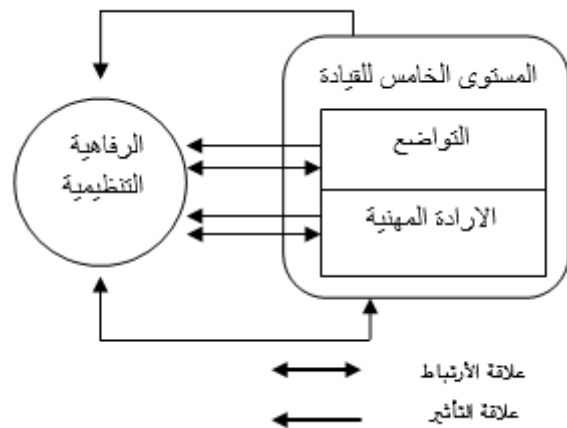 المستوى الخامس للقيادة
الرفاهية
التنظيمية
التواضع
الارادة المهنية
علاقة الأرتباط
علاقة التأثير